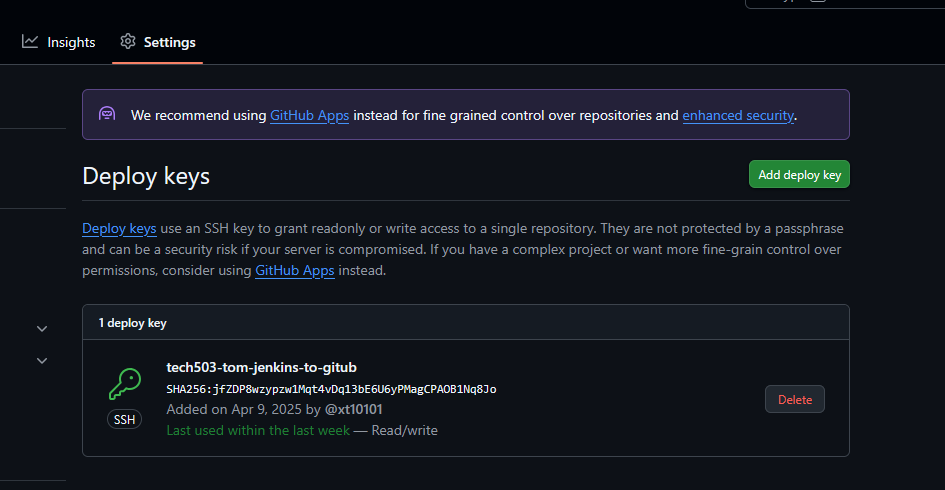 Insights
Settings
We recommend using GitHub Apps instead for fine grained control over repositories and enhanced security.
Deploy keys
Add deploy key
Deploy keys use an SSH key to grant readonly or write access to a single repository. They are not protected by a passphrase
and can be a security risk if your server is compromised. If you have a complex project or want more fine-grain control over
permissions, consider using GitHub Apps instead.
1 deploy key
tech503-tom-jenkins-to-gitub
SHA256:jfZDP8wzypzw1Mqt4vDq13bE6U6yPMagCPAOB1Nq8Jo
SSH
Added on Apr 9, 2025 by @xt10101
Last used within the last week — Read/write
Delete